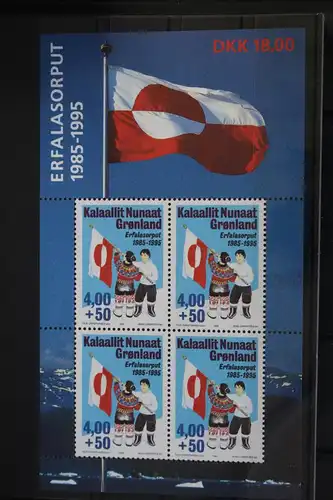 ERFALASORPUT
1985-1995
DKK 18,00
Kalaallit Nunaat
Grønland
Erfalasorput
1985-1995
4,00
+50
Kalaallit Nunaat
Grønland
Erfalasorput
1985-1995
4,00
+50
Kalaallit Nunaat
Grønland
Erfalasorput
1985-1995
4,00
+50
Kalaallit Nunaat
Grønland
Erfalasorput
1985-1995
4,00
+50